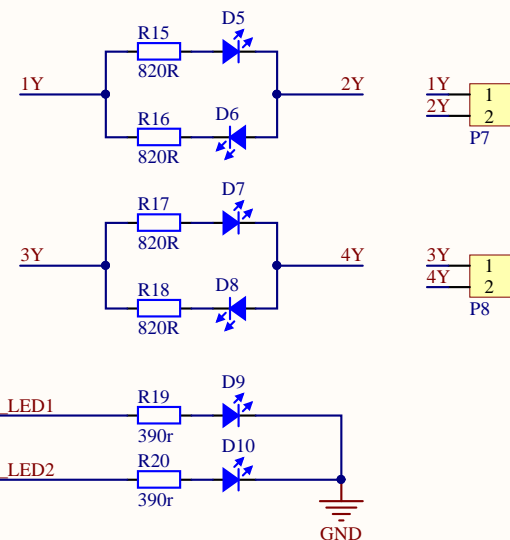 R15
D5
820R
1Y
2Y
R16
D6
820R
1Y
2Y
1
2
P7
R17
D7
820R
3Y
4Y
R18
D8
820R
3Y
4Y
1
2
P8
_LED1
R19
D9
390r
_LED2
R20
D10
390r
GND